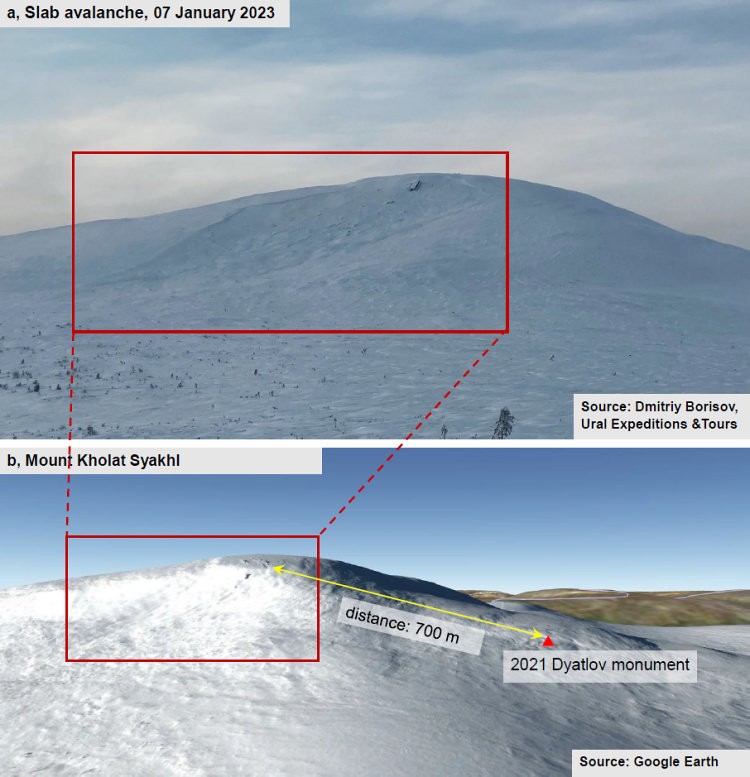 a, Slab avalanche, 07 January 2023
Source: Dmitriy Borisov,
Ural Expeditions &Tours
b, Mount Kholat Syakhl
distance: 700 m
2021 Dyatlov monument
Source: Google Earth